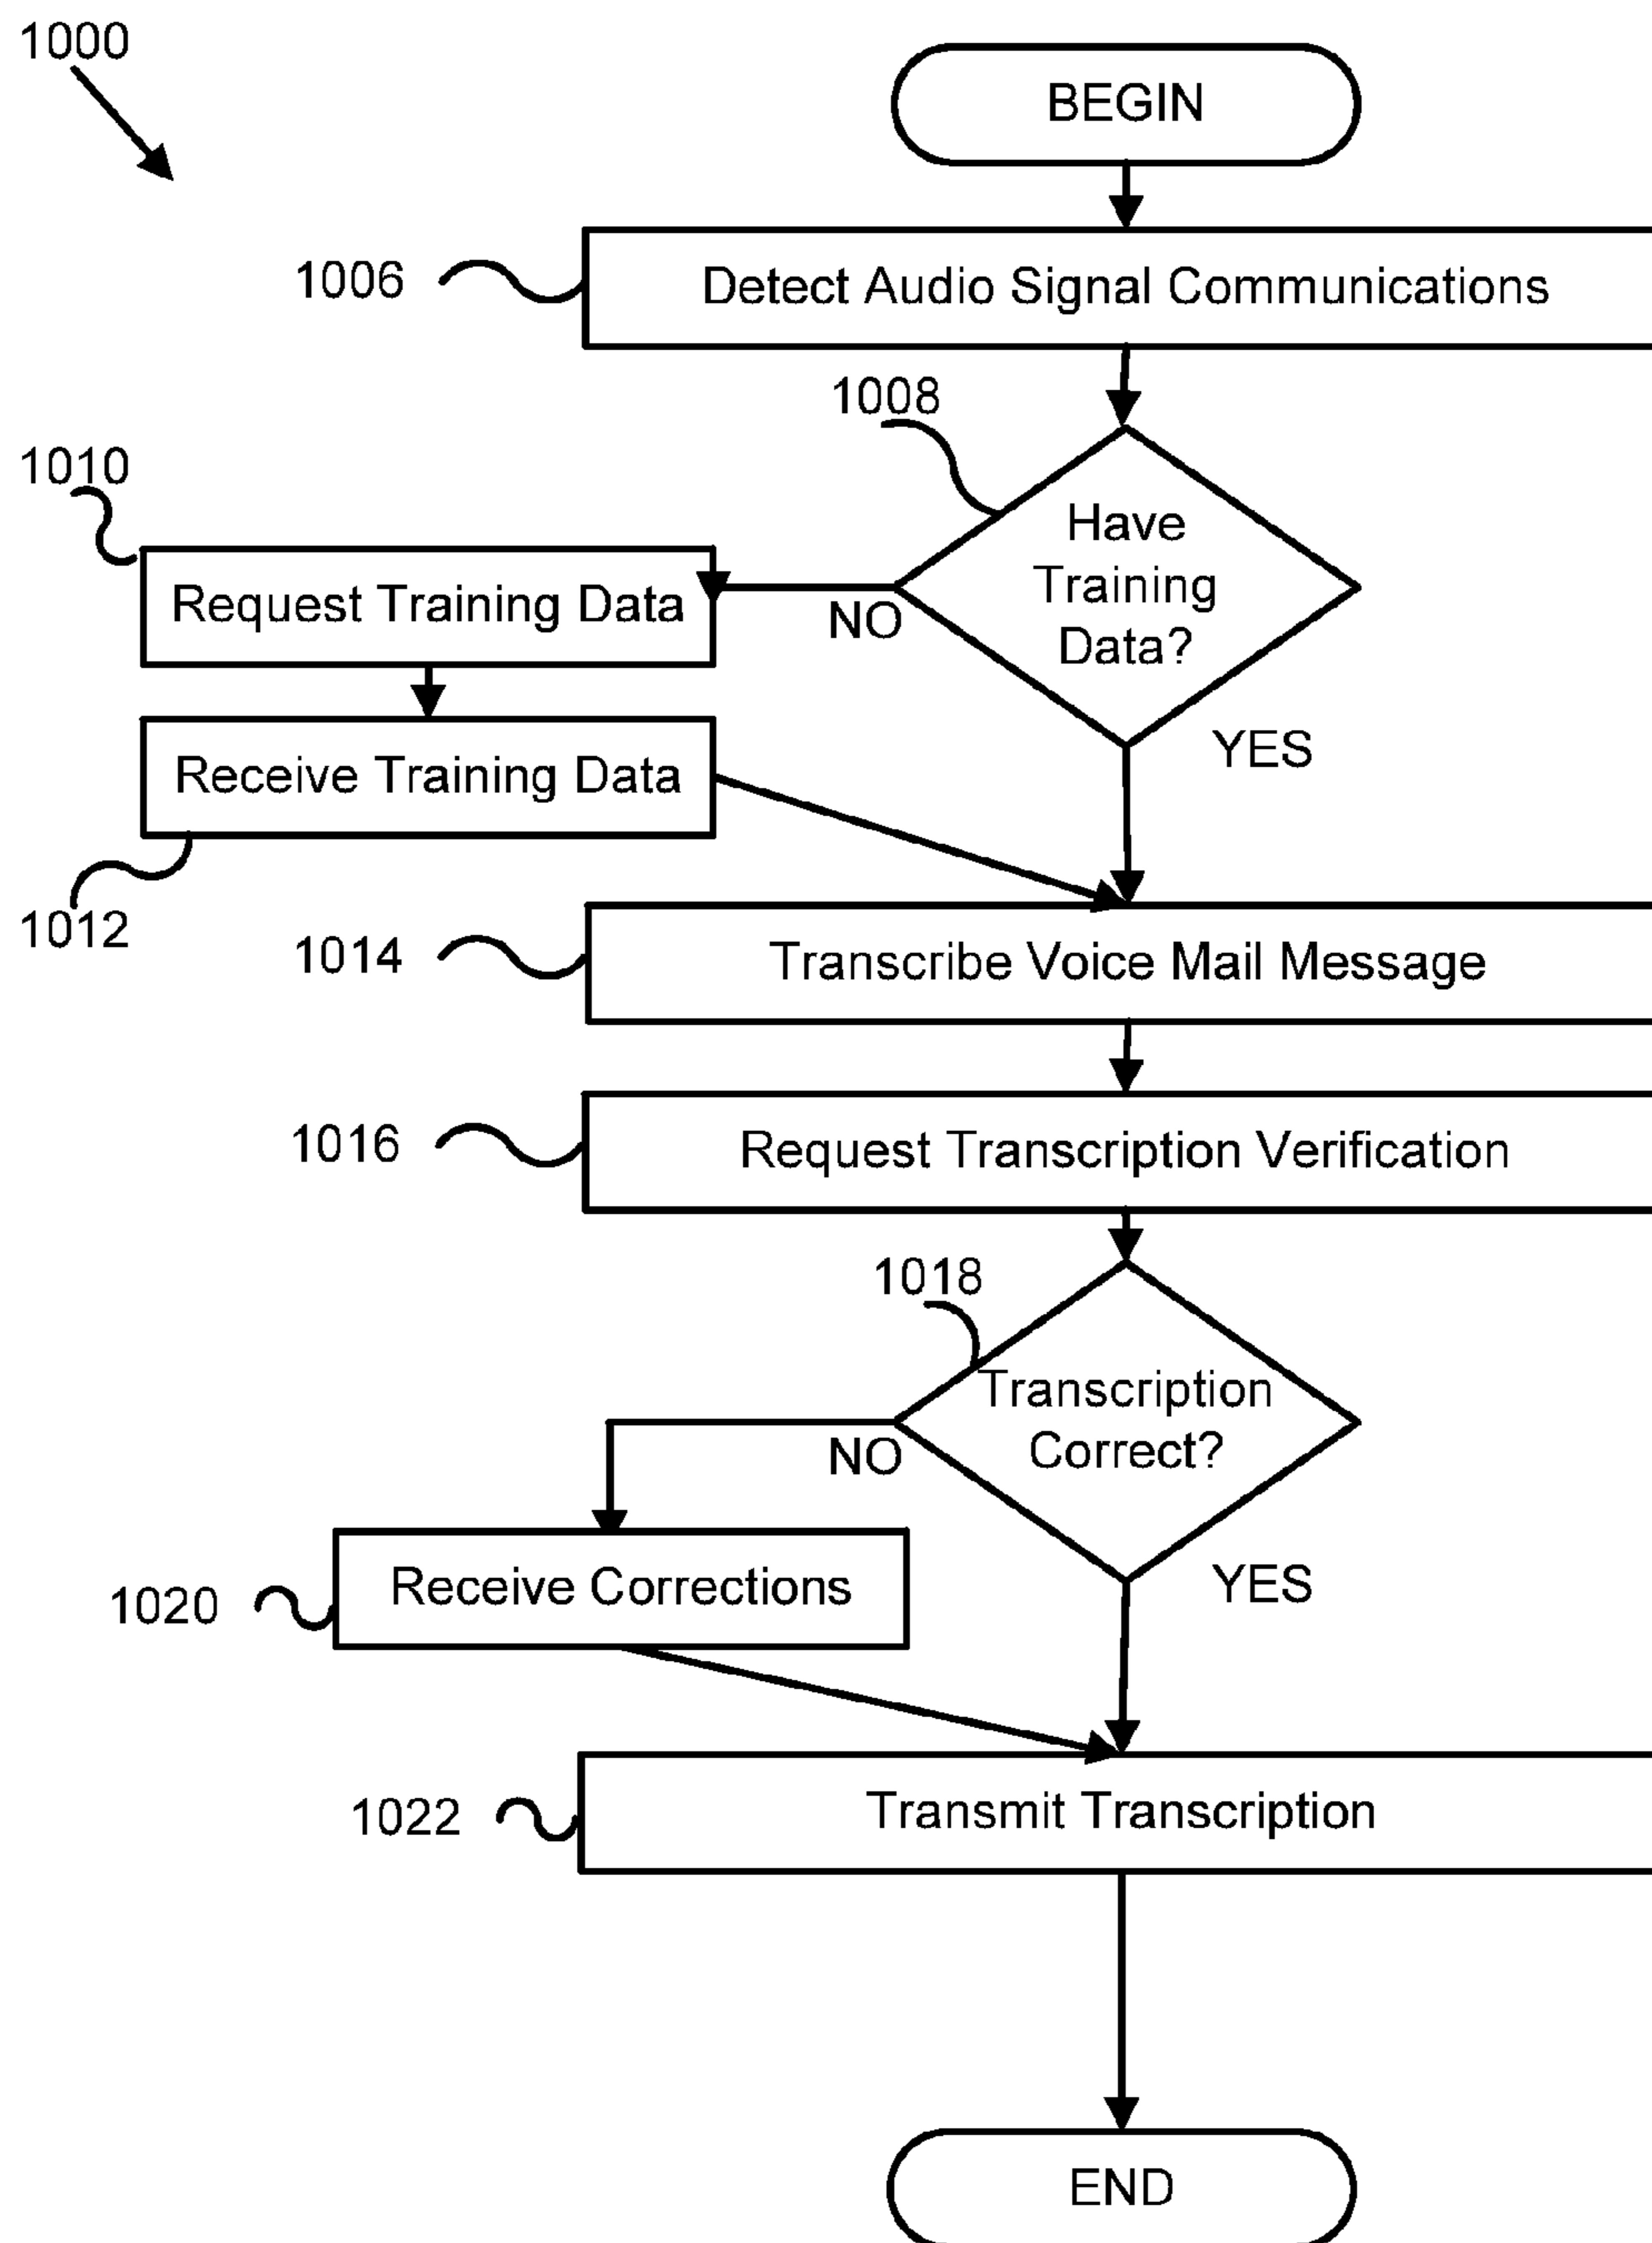 1000
BEGIN
1006
Detect Audio Signal Communications
1008
Have
Training
Data?
1010
Request Training Data
NO
YES
Receive Training Data
1012
1014
Transcribe Voice Mail Message
1016
Request Transcription Verification
1018
Transcription
Correct?
NO
YES
Receive Corrections
1020
1022
Transmit Transcription
END